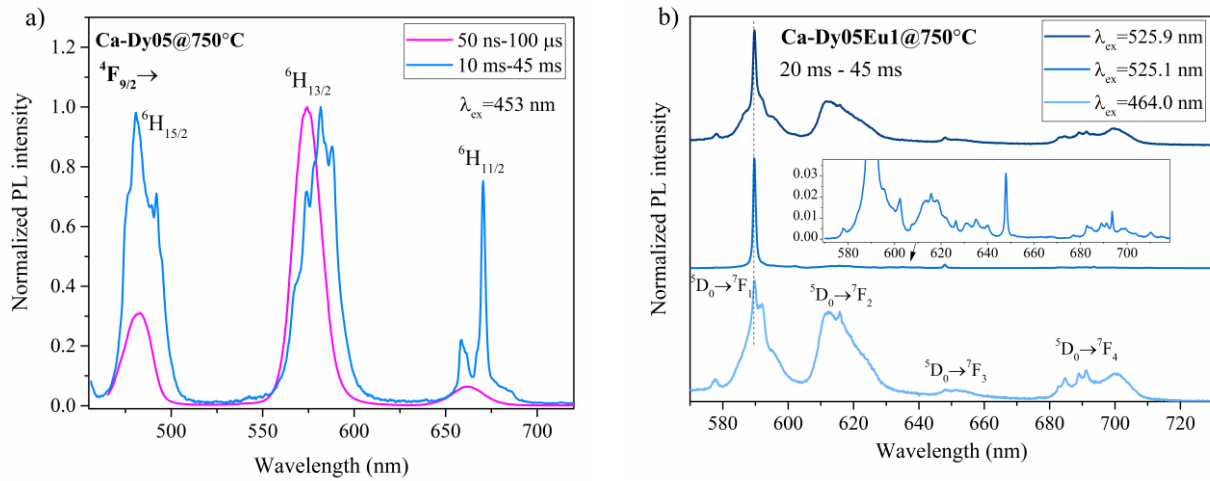 a)
Ca-Dy05@750°C
⁴F₉/₂→
⁶H₁₅/₂
⁶H₁₃/₂
⁶H₁₁/₂
50 ns-100 μs
10 ms-45 ms
λₑₓ=453 nm
Normalized PL intensity
1.2
1.0
0.8
0.6
0.4
0.2
0.0
500 550 600 650 700
Wavelength (nm)
b)
Ca-Dy05Eu1@750°C
20 ms - 45 ms
λₑₓ=525.9 nm
λₑₓ=525.1 nm
λₑₓ=464.0 nm
Normalized PL intensity
0.03
0.02
0.01
0.00
580 600 620 640 660 680 700
⁵D₀→⁷F₁
⁵D₀→⁷F₂
⁵D₀→⁷F₃
⁵D₀→⁷F₄
580 600 620 640 660 680 700 720
Wavelength (nm)